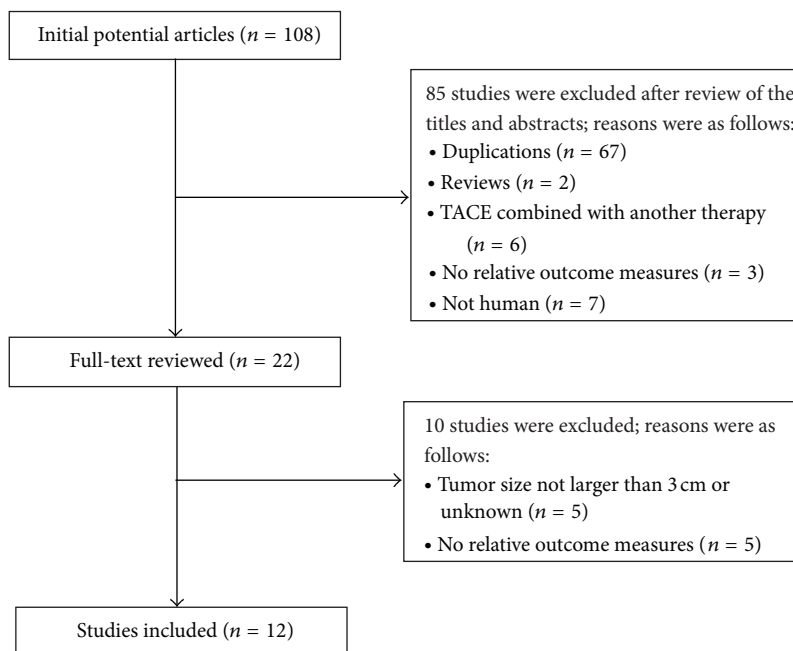 Initial potential articles (n = 108)
85 studies were excluded after review of the
titles and abstracts; reasons were as follows:
• Duplications (n = 67)
• Reviews (n = 2)
• TACE combined with another therapy
(n = 6)
• No relative outcome measures (n = 3)
• Not human (n = 7)
Full-text reviewed (n = 22)
10 studies were excluded; reasons were as
follows:
• Tumor size not larger than 3 cm or
unknown (n = 5)
• No relative outcome measures (n = 5)
Studies included (n = 12)